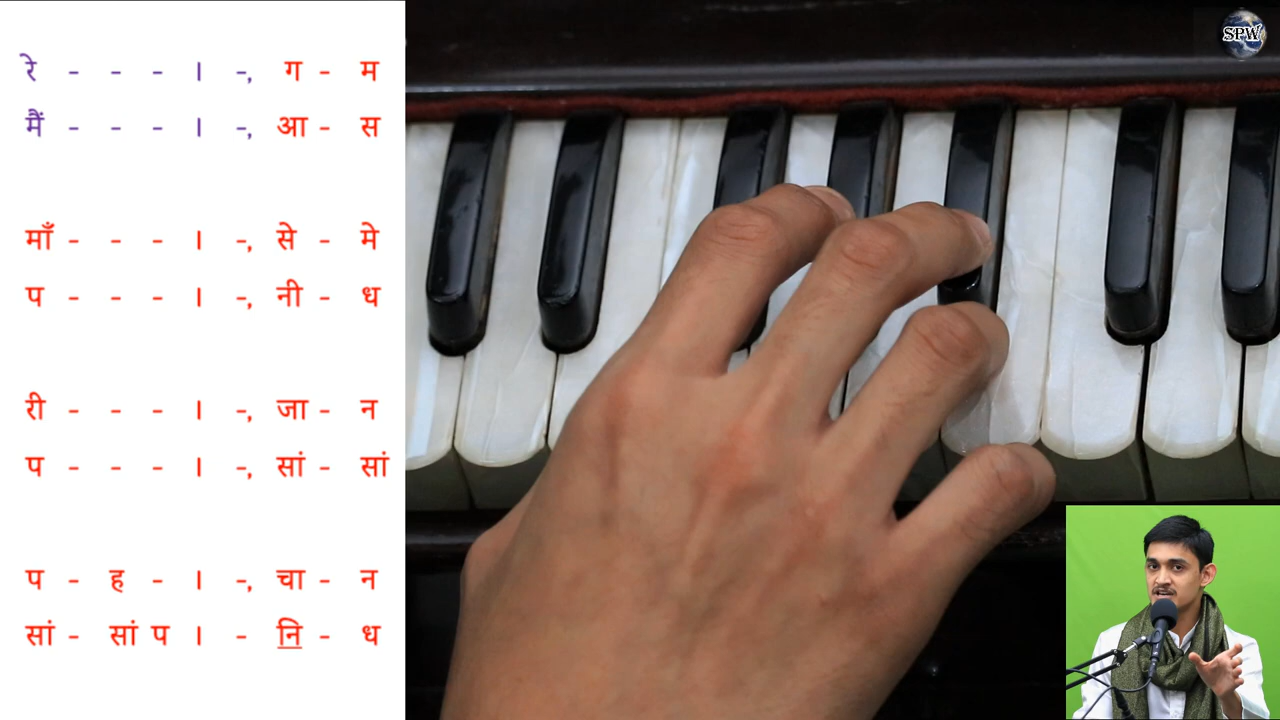 रे - - - । -, ग - म
मैं - - - । -, आ - स
माँ - - - । -, से - मे
प - - - । -, नी - ध
री - - - । -, जा - न
प - - - । -, सां - सां
प - ह - । -, चा - न
सां - सां प । - नि - ध
SPW